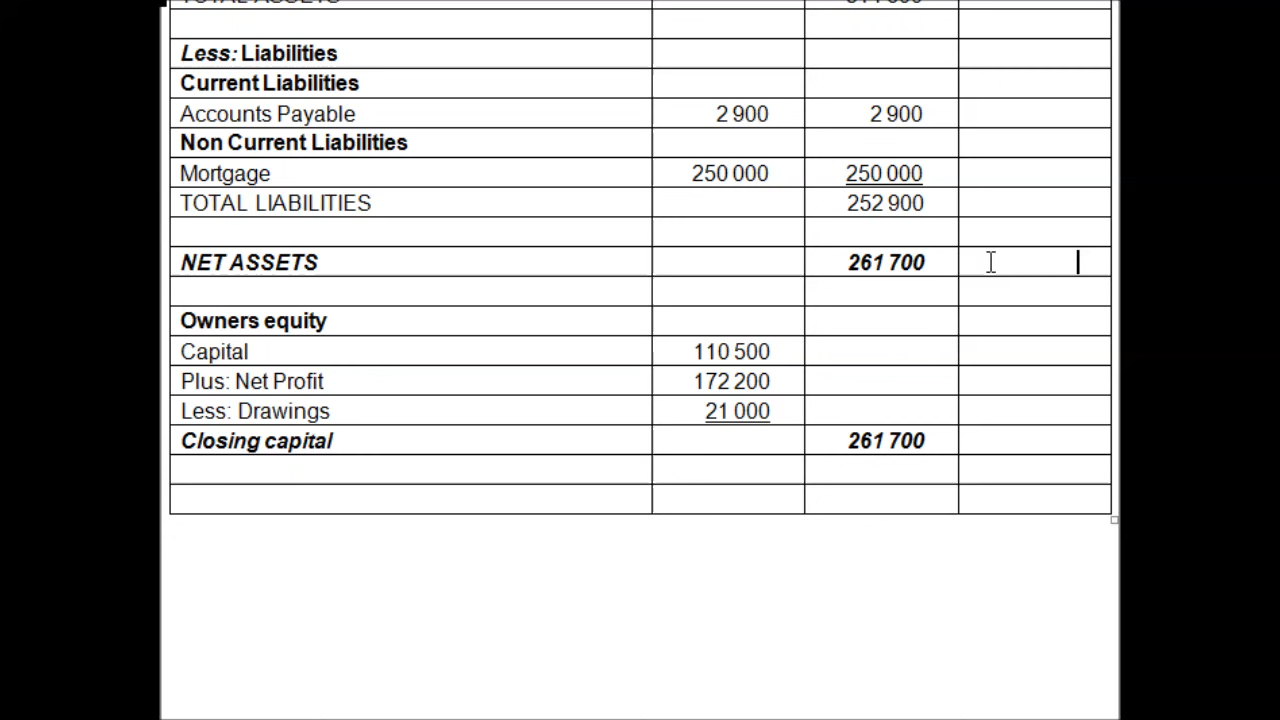 Less: Liabilities
Current Liabilities
Accounts Payable 2 900 2 900
Non Current Liabilities
Mortgage 250 000 250 000
TOTAL LIABILITIES 252 900
NET ASSETS 261 700
Owners equity
Capital 110 500
Plus: Net Profit 172 200
Less: Drawings 21 000
Closing capital 261 700